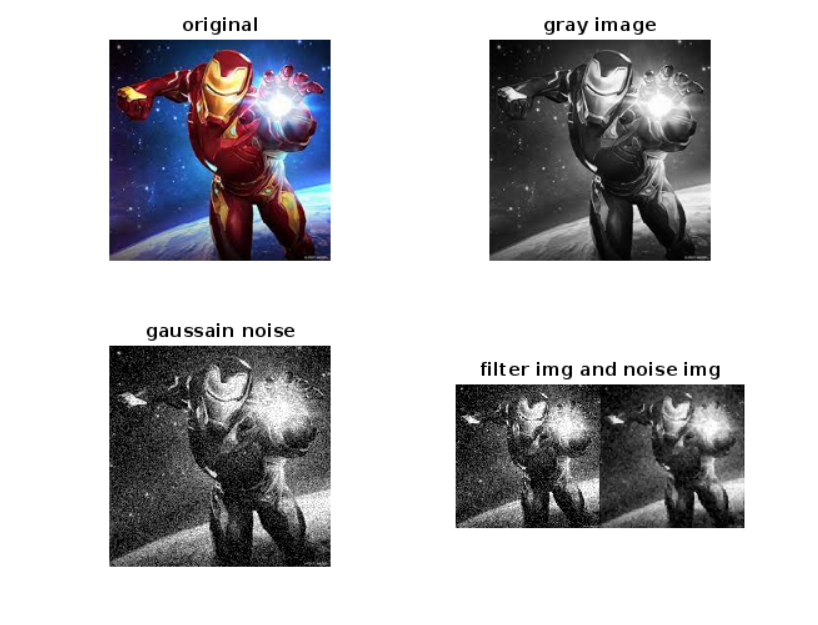 original
gray image
gaussain noise
filter img and noise img